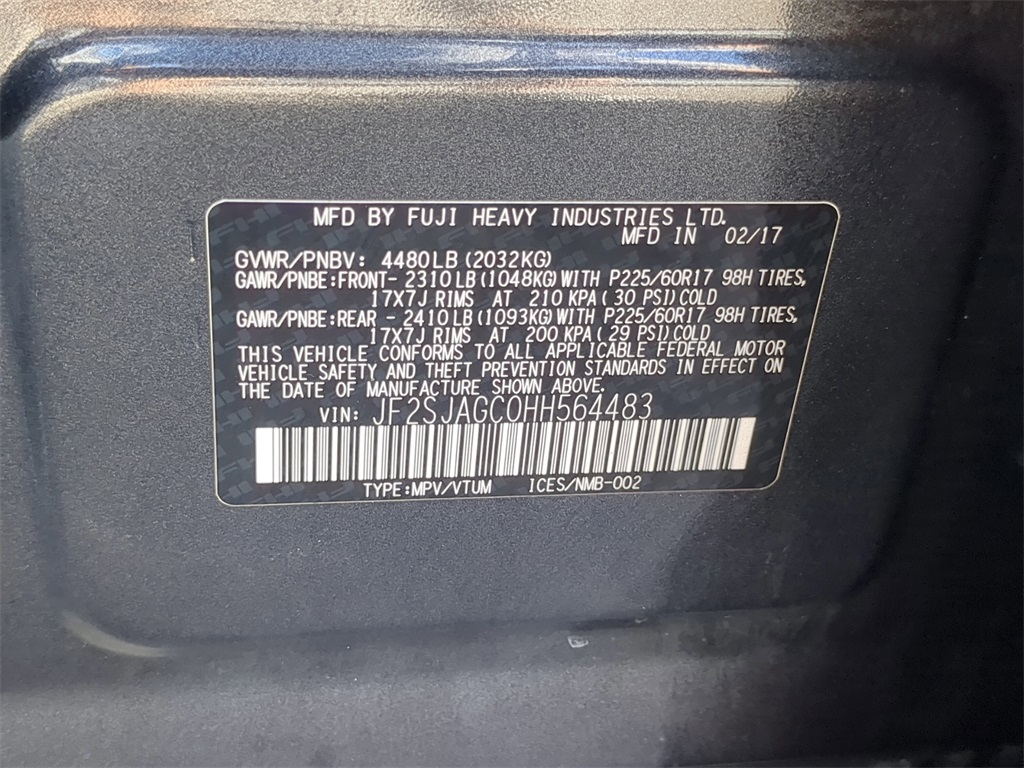 MFD BY FUJI HEAVY INDUSTRIES LTD.
MFD IN 02/17
GVWR/PNBV: 4480LB(2032KG)
GAWR/PNBE:FRONT- 2310LB(1048KG)WITH P225/60R17 98H TIRES,
17X7J RIMS AT 210 KPA( 30 PSI)COLD
GAWR/PNBE:REAR - 2410LB(1093KG)WITH P225/60R17 98H TIRES,
17X7J RIMS AT 200 KPA( 29 PSI)COLD
THIS VEHICLE CONFORMS TO ALL APPLICABLE FEDERAL MOTOR
VEHICLE SAFETY AND THEFT PREVENTION STANDARDS IN EFFECT ON
THE DATE OF MANUFACTURE SHOWN ABOVE.
VIN: JF2SJAGC0HH564483
TYPE:MPV/VTUM ICES/NMB-002